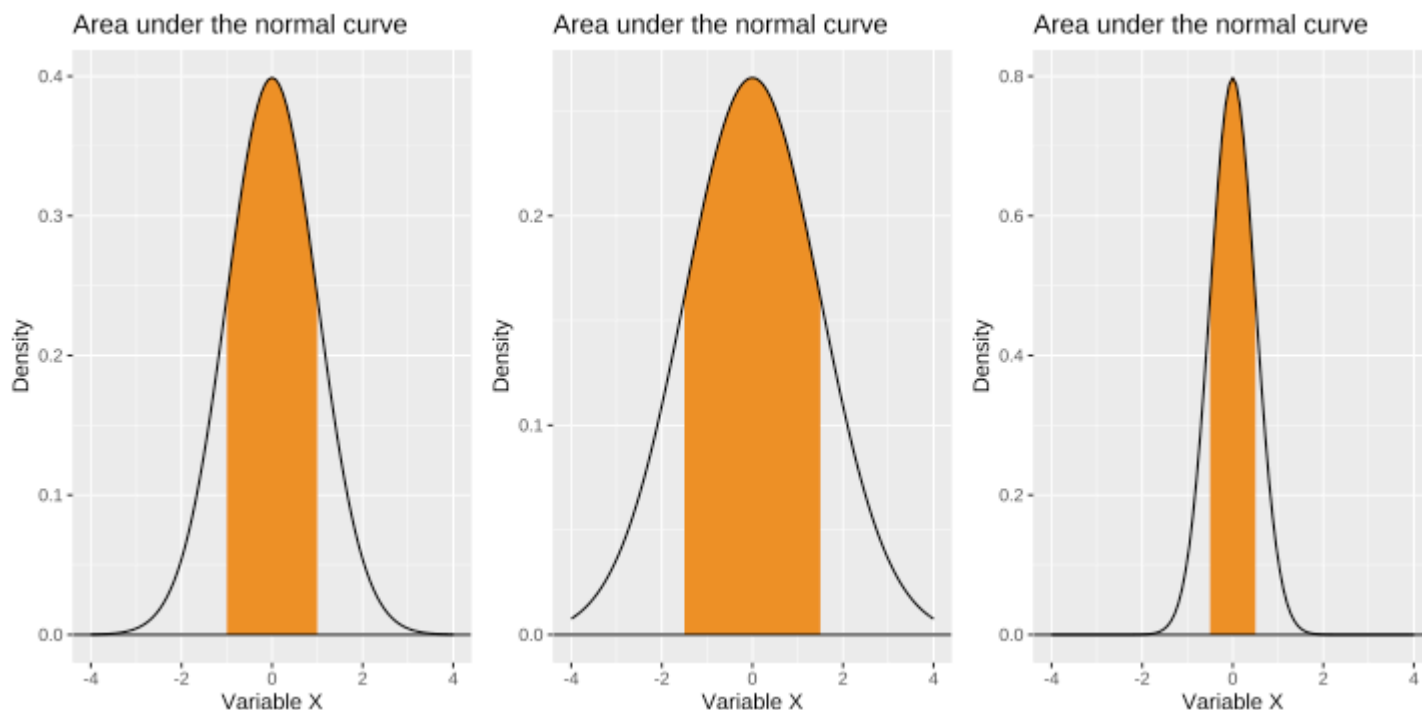 Area under the normal curve
0.4
0.3
0.2
0.1
0.0
Density
-4 -2 0 2 4
Variable X
Area under the normal curve
0.2
0.1
0.0
Density
-4 -2 0 2 4
Variable X
Area under the normal curve
0.8
0.6
0.4
0.2
0.0
Density
-4 -2 0 2 4
Variable X